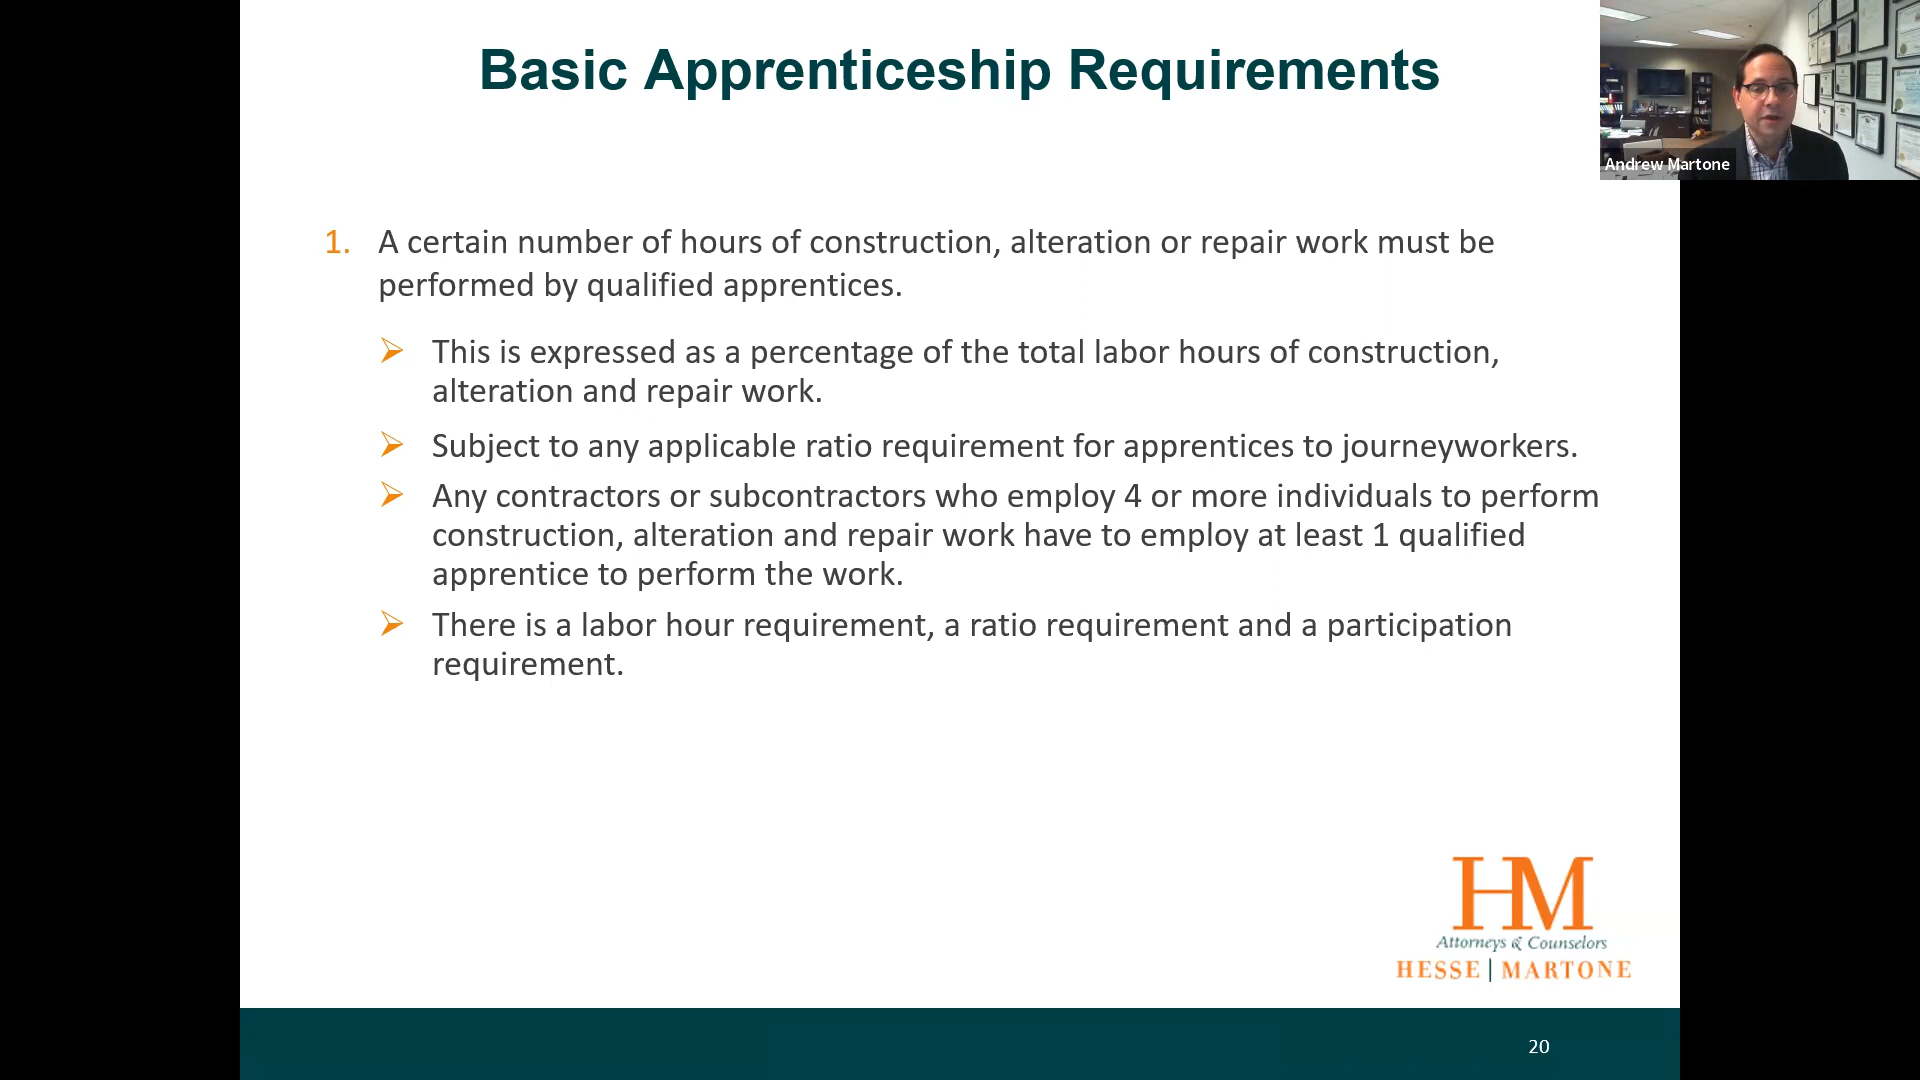 Basic Apprenticeship Requirements
Andrew Martone
1. A certain number of hours of construction, alteration or repair work must be
performed by qualified apprentices.
This is expressed as a percentage of the total labor hours of construction,
alteration and repair work.
Subject to any applicable ratio requirement for apprentices to journeyworkers.
Any contractors or subcontractors who employ 4 or more individuals to perform
construction, alteration and repair work have to employ at least 1 qualified
apprentice to perform the work.
There is a labor hour requirement, a ratio requirement and a participation
requirement.
HM
Attorneys & Counselors
HESSE | MARTONE
20